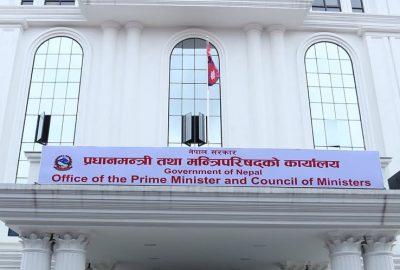 नेपाल सरकार
प्रधानमन्त्री तथा मन्त्रिपरिषद्को कार्यालय
Government of Nepal
Office of the Prime Minister and Council of Ministers